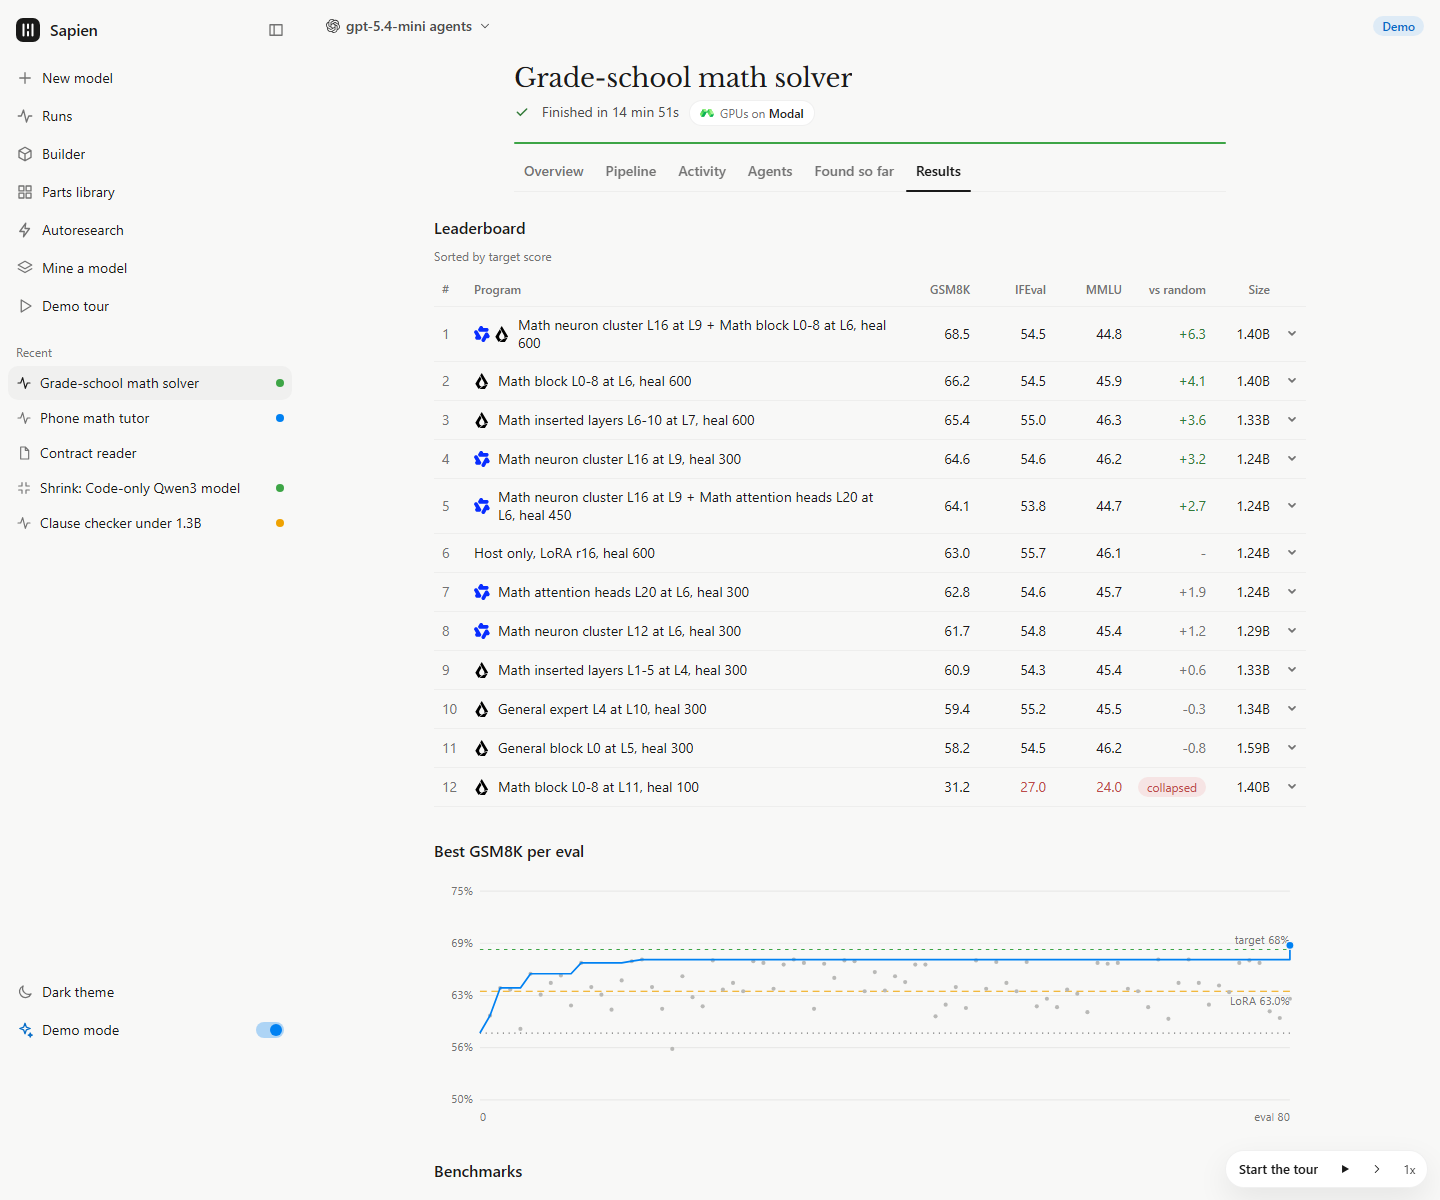 Sapien
gpt-5.4-mini agents
Demo
New model
Runs
Builder
Parts library
Autoresearch
Mine a model
Demo tour
Recent
Grade-school math solver
Phone math tutor
Contract reader
Shrink: Code-only Qwen3 model
Clause checker under 1.3B
Dark theme
Demo mode
Grade-school math solver
Finished in 14 min 51s GPUs on Modal
Overview Pipeline Activity Agents Found so far Results
Leaderboard
Sorted by target score
# Program GSM8K IFEval MMLU vs random Size
1 Math neuron cluster L16 at L9 + Math block L0-8 at L6, heal
600 68.5 54.5 44.8 +6.3 1.40B
2 Math block L0-8 at L6, heal 600 66.2 54.5 45.9 +4.1 1.40B
3 Math inserted layers L6-10 at L7, heal 600 65.4 55.0 46.3 +3.6 1.33B
4 Math neuron cluster L16 at L9, heal 300 64.6 54.6 46.2 +3.2 1.24B
5 Math neuron cluster L16 at L9 + Math attention heads L20 at
L6, heal 450 64.1 53.8 44.7 +2.7 1.24B
6 Host only, LoRA r16, heal 600 63.0 55.7 46.1 - 1.24B
7 Math attention heads L20 at L6, heal 300 62.8 54.6 45.7 +1.9 1.24B
8 Math neuron cluster L12 at L6, heal 300 61.7 54.8 45.4 +1.2 1.29B
9 Math inserted layers L1-5 at L4, heal 300 60.9 54.3 45.4 +0.6 1.33B
10 General expert L4 at L10, heal 300 59.4 55.2 45.5 -0.3 1.34B
11 General block L0 at L5, heal 300 58.2 54.5 46.2 -0.8 1.59B
12 Math block L0-8 at L11, heal 100 31.2 27.0 24.0 collapsed 1.40B
Best GSM8K per eval
75%
69%
target 68%
63%
LoRA 63.0%
56%
50%
0 eval 80
Benchmarks
Start the tour 1x